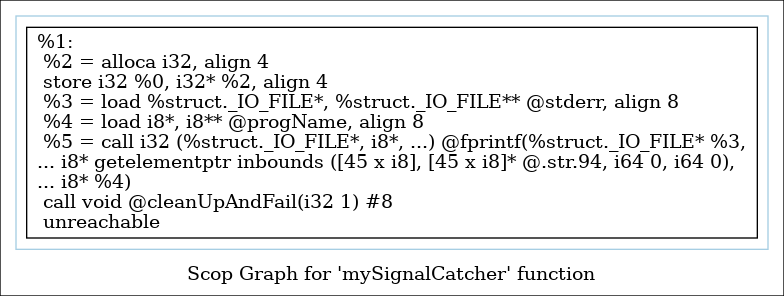 %1:
%2 = alloca i32, align 4
store i32 %0, i32* %2, align 4
%3 = load %struct._IO_FILE*, %struct._IO_FILE** @stderr, align 8
%4 = load i8*, i8** @progName, align 8
%5 = call i32 (%struct._IO_FILE*, i8*, ...) @fprintf(%struct._IO_FILE* %3,
... i8* getelementptr inbounds ([45 x i8], [45 x i8]* @.str.94, i64 0, i64 0),
... i8* %4)
call void @cleanUpAndFail(i32 1) #8
unreachable
Scop Graph for 'mySignalCatcher' function